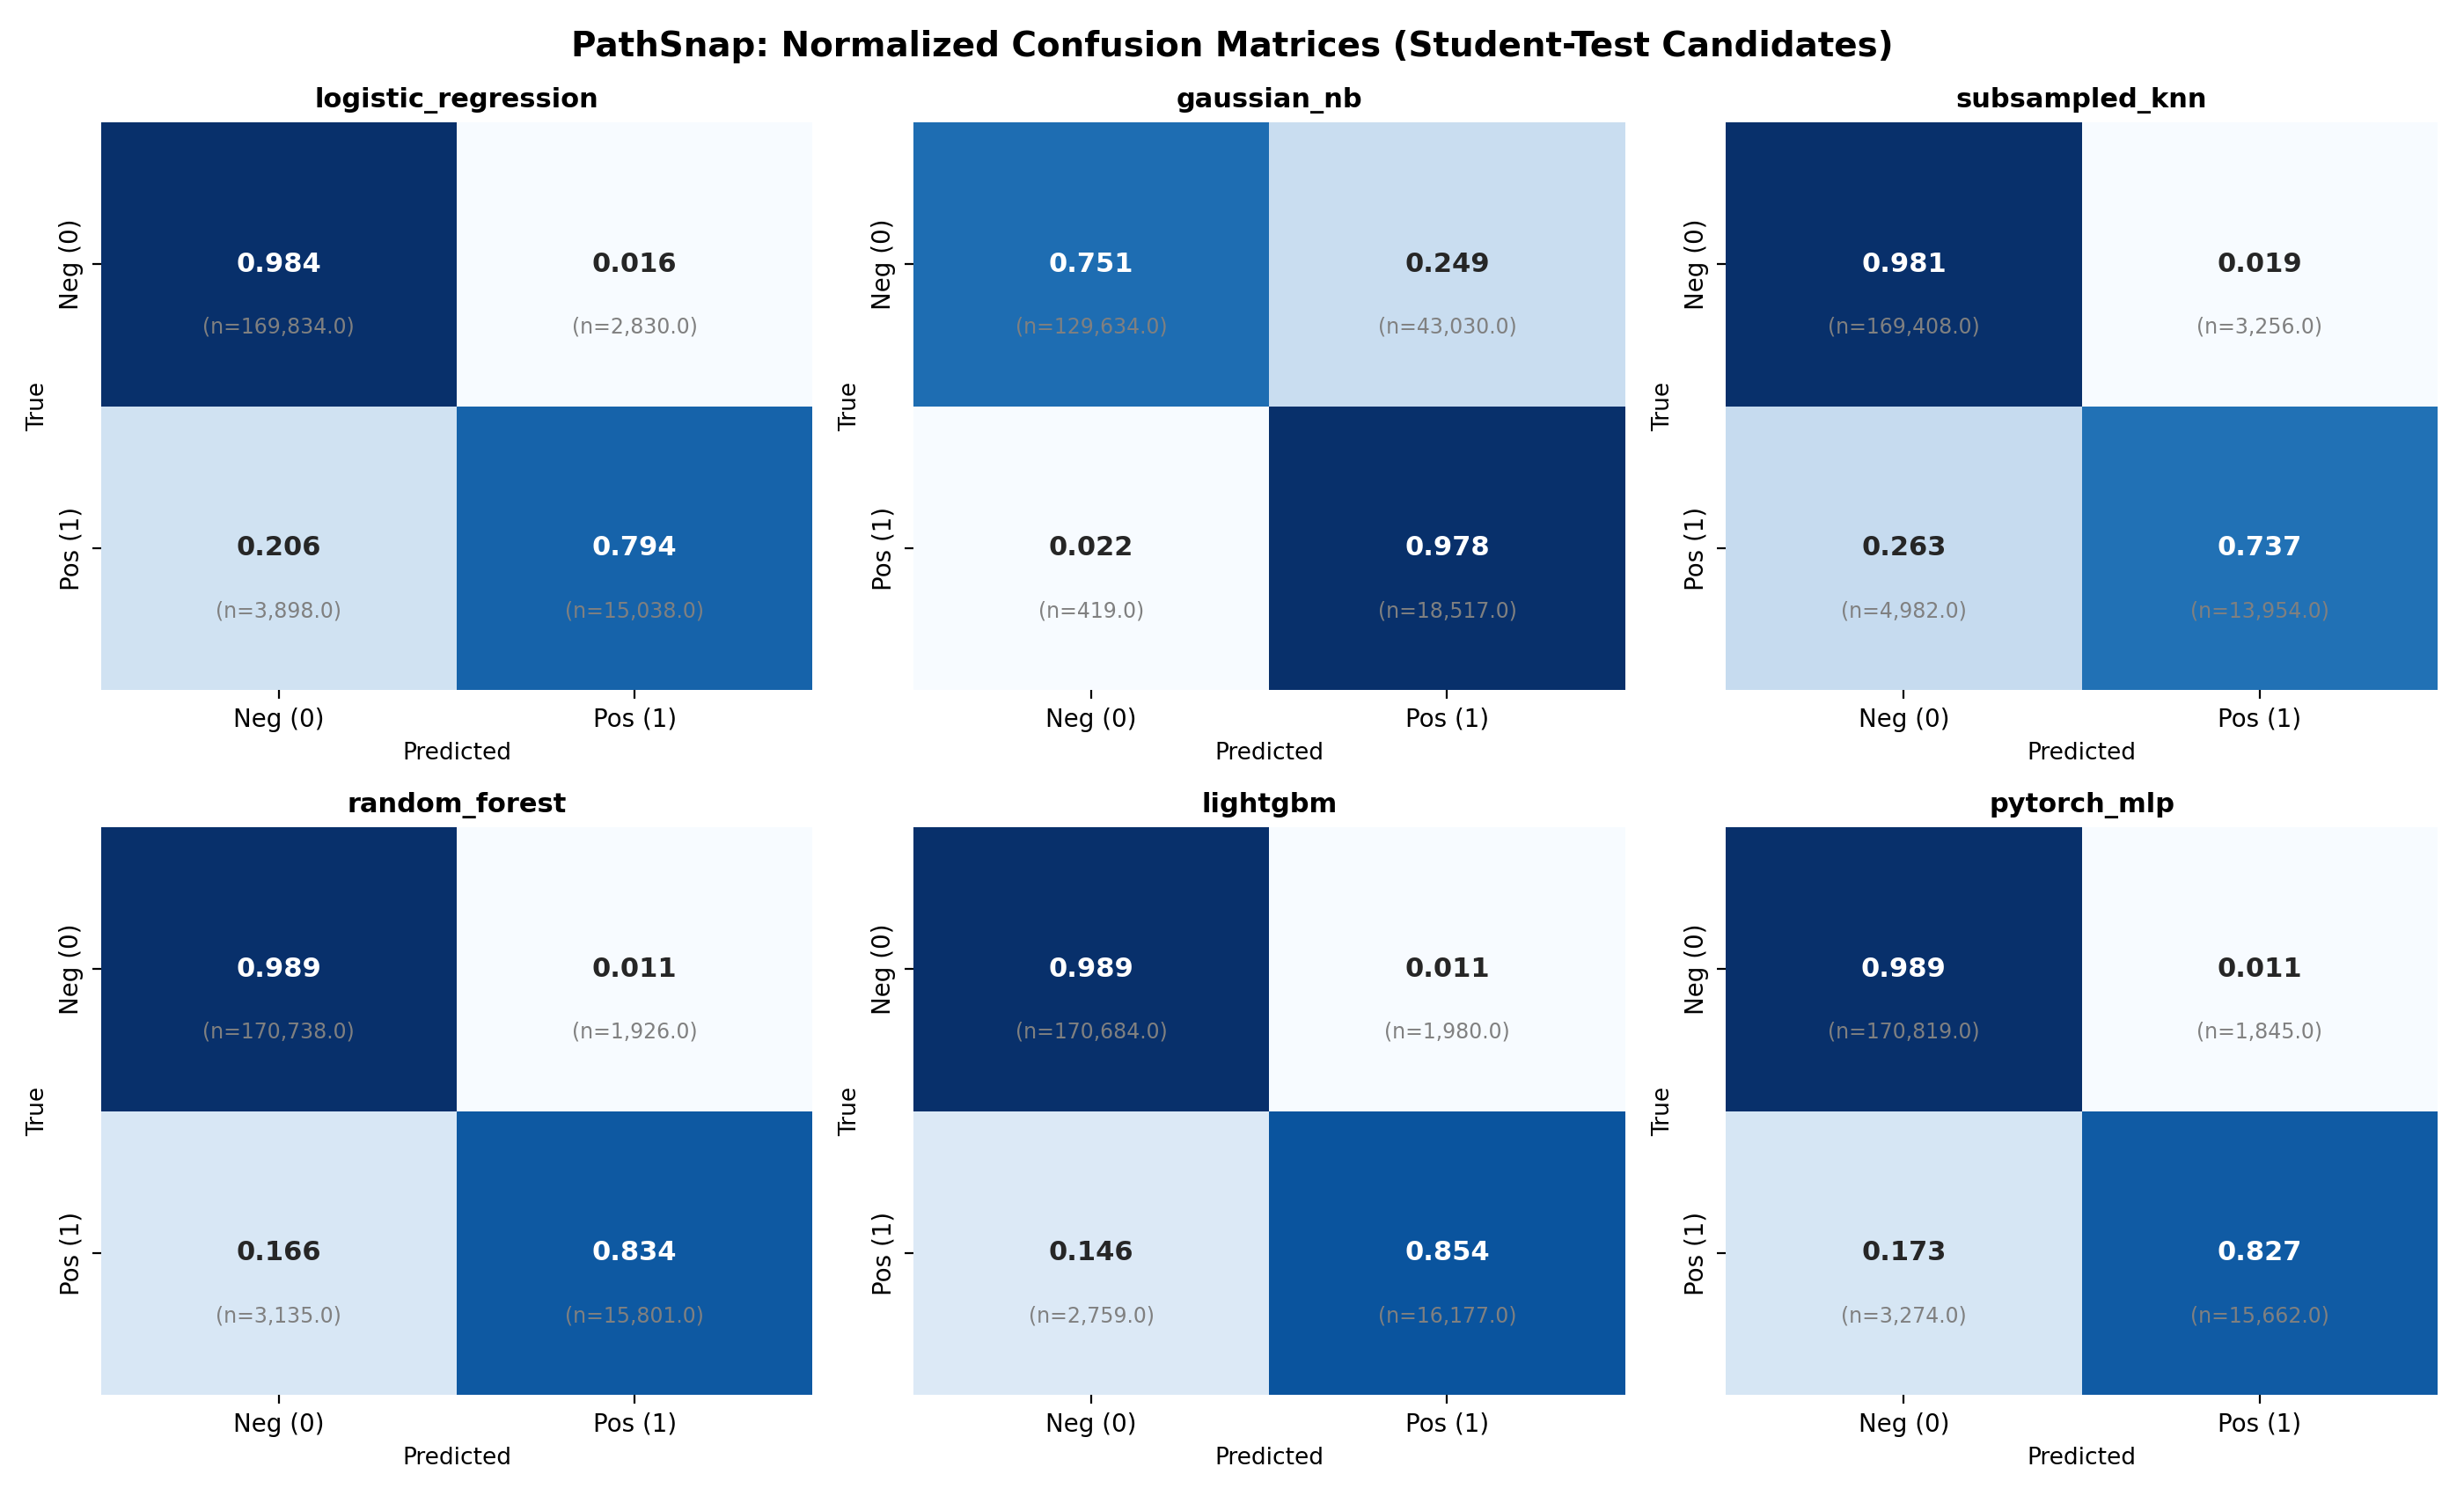 PathSnap: Normalized Confusion Matrices (Student-Test Candidates)
logistic_regression
True
Neg (0)
0.984
0.016
(n=169,834.0)
(n=2,830.0)
Pos (1)
0.206
0.794
(n=3,898.0)
(n=15,038.0)
Neg (0)
Pos (1)
Predicted
gaussian_nb
True
Neg (0)
0.751
0.249
(n=129,634.0)
(n=43,030.0)
Pos (1)
0.022
0.978
(n=419.0)
(n=18,517.0)
Neg (0)
Pos (1)
Predicted
subsampled_knn
True
Neg (0)
0.981
0.019
(n=169,408.0)
(n=3,256.0)
Pos (1)
0.263
0.737
(n=4,982.0)
(n=13,954.0)
Neg (0)
Pos (1)
Predicted
random_forest
True
Neg (0)
0.989
0.011
(n=170,738.0)
(n=1,926.0)
Pos (1)
0.166
0.834
(n=3,135.0)
(n=15,801.0)
Neg (0)
Pos (1)
Predicted
lightgbm
True
Neg (0)
0.989
0.011
(n=170,684.0)
(n=1,980.0)
Pos (1)
0.146
0.854
(n=2,759.0)
(n=16,177.0)
Neg (0)
Pos (1)
Predicted
pytorch_mlp
True
Neg (0)
0.989
0.011
(n=170,819.0)
(n=1,845.0)
Pos (1)
0.173
0.827
(n=3,274.0)
(n=15,662.0)
Neg (0)
Pos (1)
Predicted